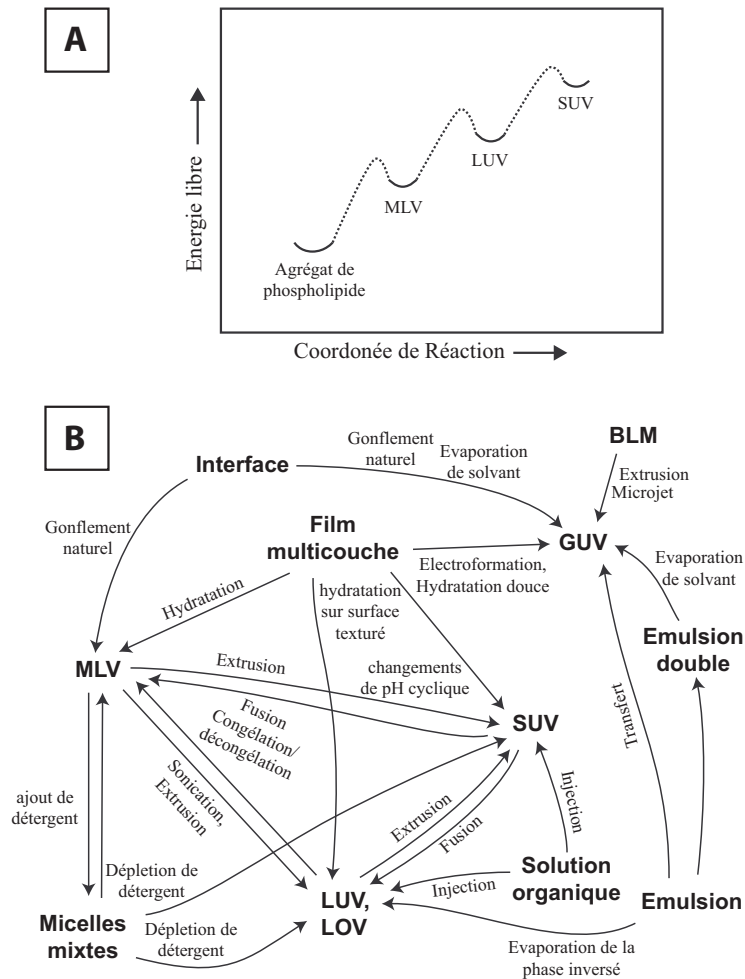 A
Energie libre
SUV
LUV
MLV
Agrégat de
phospholipide
Coordonée de Réaction
B
BLM
Gonflement
naturel
Evaporation
de solvant
Interface
Extrusion
Microjet
Gonflement
naturel
Film
multicouche
GUV
Electroformation,
Hydratation douce
Evaporation
de solvant
Hydratation
hydratation
sur surface
texturé
Emulsion
double
MLV
Extrusion
changements
de pH cyclique
SUV
Transfert
Fusion
Congélation/
décongélation
Sonication,
Extrusion
ajout de
détergent
Extrusion
Fusion
Injection
Dépletion de
détergent
Solution
organique
Injection
LUV,
LOV
Emulsion
Micelles
mixtes
Dépletion de
détergent
Evaporation de la
phase inversé